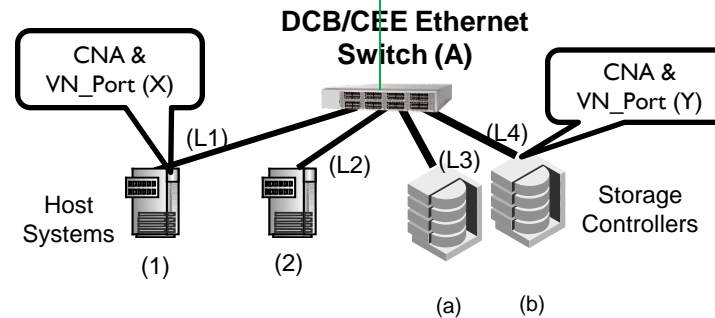 DCB/CEE Ethernet
Switch (A)
CNA &
VN_Port (X)
CNA &
VN_Port (Y)
(L1)
(L2)
(L3)
(L4)
Host
Systems
Storage
Controllers
(1)
(2)
(a)
(b)